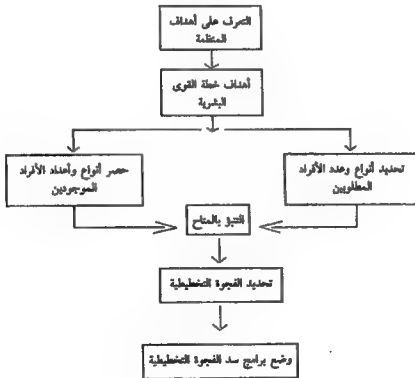 التعرف على أهداف
المنظمة
أهداف خطة القوى
البشرية
تحديد أنواع وعدد الأفراد
المطلوبين
حصر أنواع وأعداد الأفراد
الموجودين
التنبؤ بالمتاح
تحديد الفجوة التخطيطية
وضع برامج سد الفجوة التخطيطية